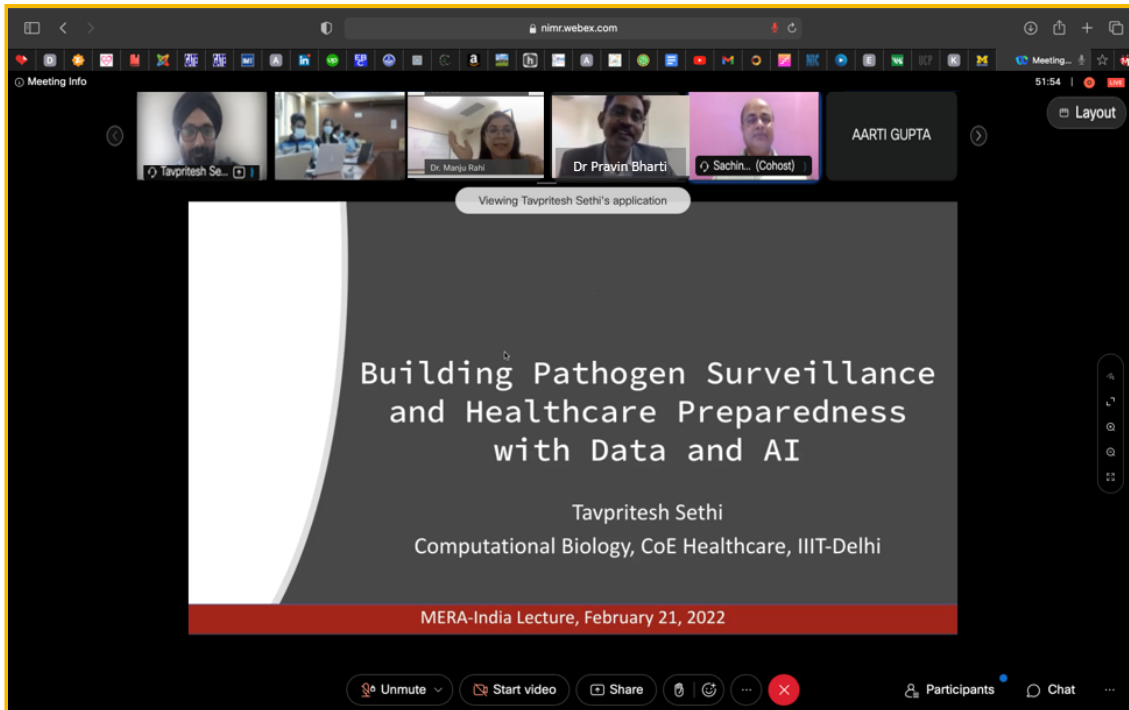 nimr.webex.com
Meeting...
Meeting Info
51:54
LIVE
Layout
Tavpritesh Se...
Dr. Manju Rahi
Dr Pravin Bharti
Sachin... (Cohost)
AARTI GUPTA
Viewing Tavpritesh Sethi's application
Building Pathogen Surveillance
and Healthcare Preparedness
with Data and AI
Tavpritesh Sethi
Computational Biology, CoE Healthcare, IIIT-Delhi
MERA-India Lecture, February 21, 2022
Unmute
Start video
Share
Participants
Chat